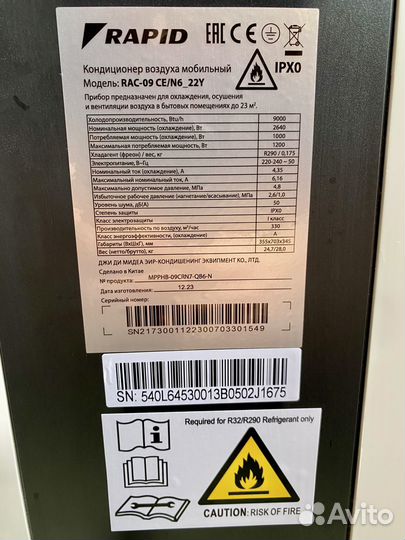 RAPID EAC CE
IPX0
Кондиционер воздуха мобильный
Модель: RAC-09 CE/N6_22Y
Прибор предназначен для охлаждения, осушения
и вентиляции воздуха в бытовых помещениях до 23 м².
Холодопроизводительность, Btu/h 9000
Номинальная мощность (охлаждение), Вт 2640
Потребляемая мощность (охлаждение), Вт 1000
Максимальная потребляемая мощность, Вт 1200
Хладагент (фреон) / вес, кг R290 / 0,175
Электропитание, В~Гц 220-240 ~ 50
Номинальный ток (охлаждение), А 4,35
Максимальный номинальный ток, А 6,16
Максимально допустимое давление, МПа 4,8
Избыточное рабочее давление (нагнетание/всасывание), МПа 2,6/1,0
Уровень шума, дБ(А) 50
Степень защиты IPX0
Класс электрозащиты I класс
Производительность по воздуху, м³/час 330
Класс энергоэффективности (охлаждение) A
Габариты (ВхШхГ), мм 355x703x345
Вес (нетто/брутто), кг 24,7/28,0
ДЖИ ДИ МИДЕА ЭИР-КОНДИШЕНИНГ ЭКВИПМЕНТ КО., ЛТД.
Сделано в Китае
№ продукта: MPPHB-09CRN7-QB6-N
Дата изготовления: 12.23
Серийный номер:
SN2173001122300703301549
SN: 540L64530013B0502J1675
Required for R32/R290 Refrigerant only
CAUTION: RISK OF FIRE
Avito